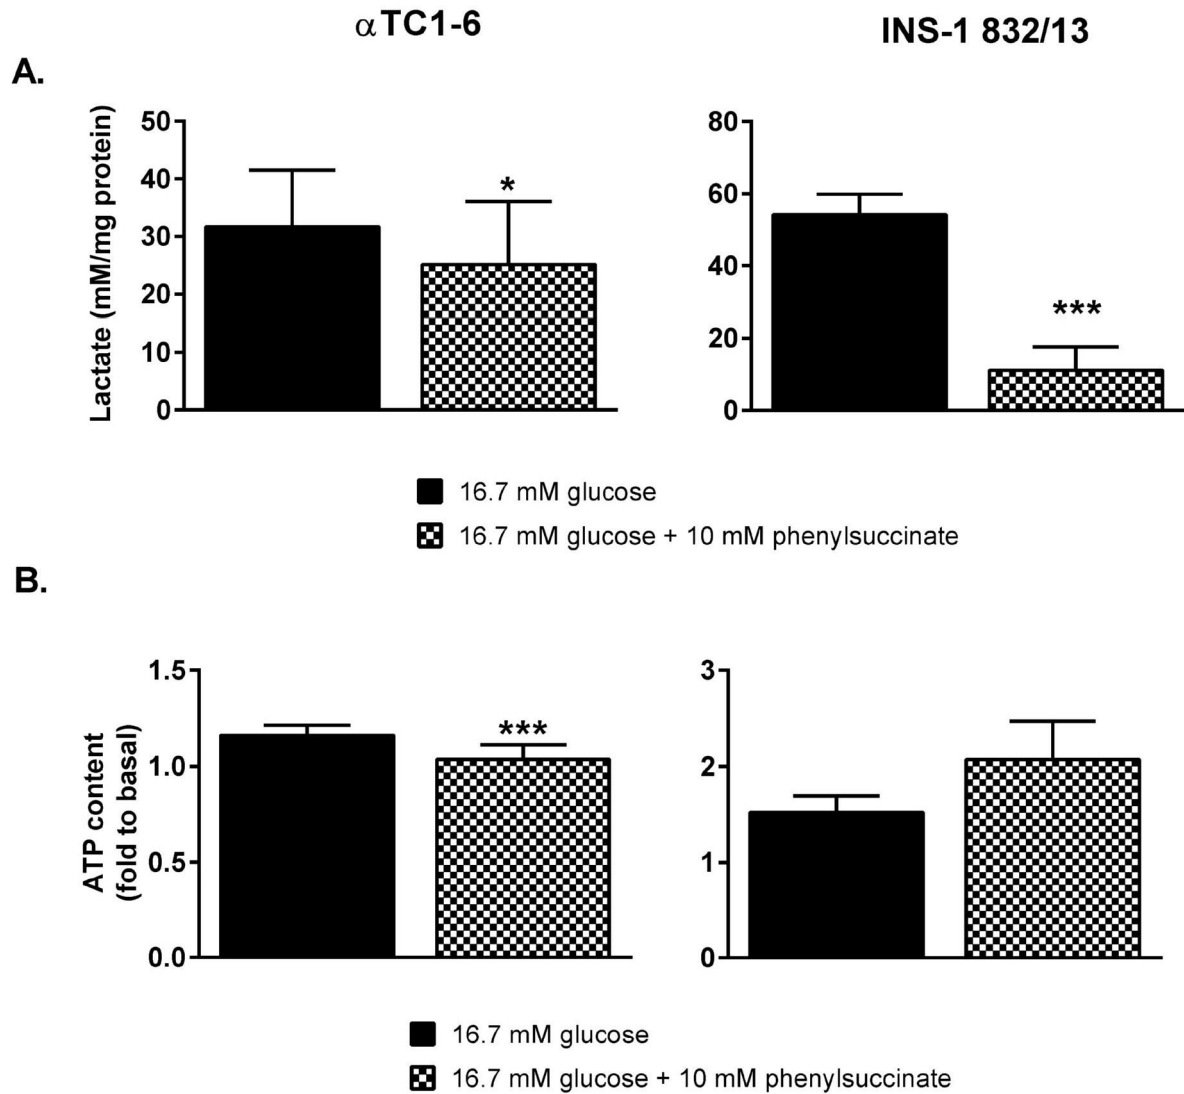 αTC1-6
INS-1 832/13
A.
Lactate (mM/mg protein)
50
40
30
20
10
0
*
80
60
40
20
0
***
16.7 mM glucose
16.7 mM glucose + 10 mM phenylsuccinate
B.
ATP content
(fold to basal)
1.5
1.0
0.5
0.0
***
3
2
1
0
16.7 mM glucose
16.7 mM glucose + 10 mM phenylsuccinate